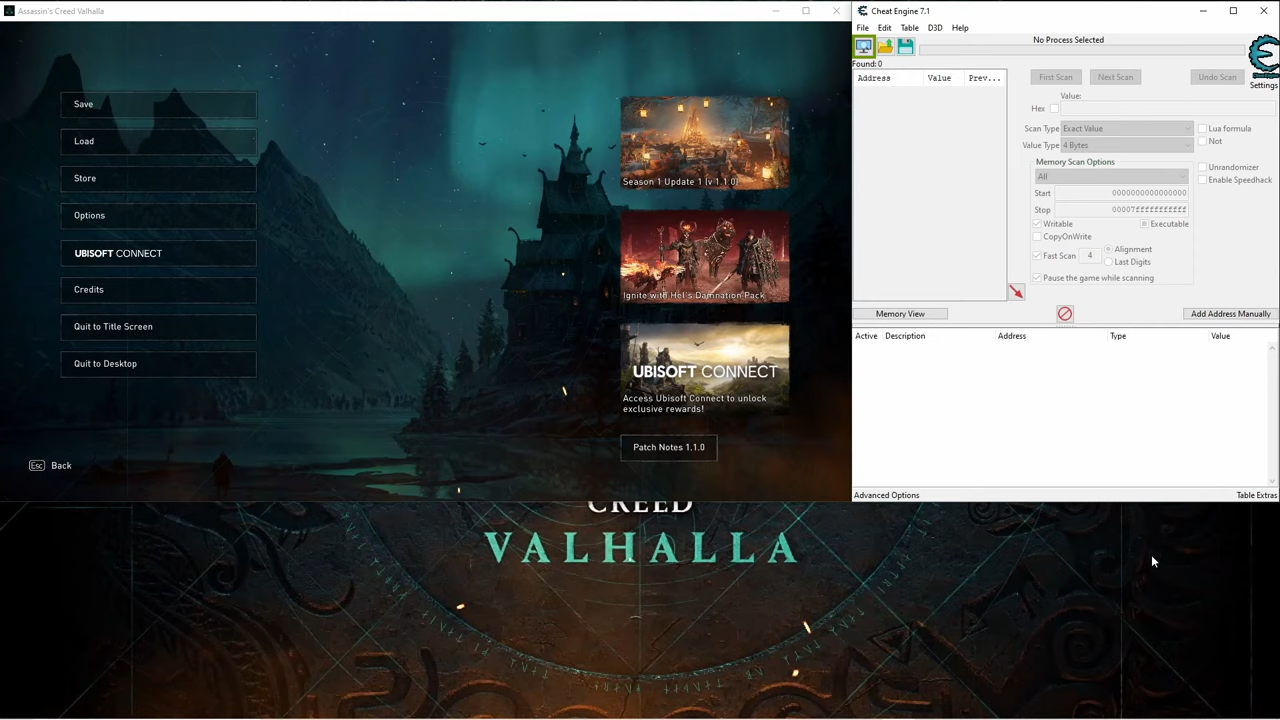 Assassin's Creed Valhalla
Save
Load
Store
Options
UBISOFT CONNECT
Credits
Quit to Title Screen
Quit to Desktop
Esc Back
Season 1 Update 1 (v 1.1.0)
Ignite with Hel's Damnation Pack
UBISOFT CONNECT
Access Ubisoft Connect to unlock
exclusive rewards!
Patch Notes 1.1.0
CREED
VALHALLA
Cheat Engine 7.1
File Edit Table D3D Help
No Process Selected
Found: 0
Address Value Prev...
First Scan Next Scan Undo Scan
Settings
Value:
Hex
Scan Type Exact Value
Lua formula
Value Type 4 Bytes
Not
Memory Scan Options
All
Unrandomizer
Enable Speedhack
Start 0000000000000000
Stop 00007fffffffffff
Writable Executable
CopyOnWrite
Fast Scan 4 Alignment
Last Digits
Pause the game while scanning
Memory View Add Address Manually
Active Description Address Type Value
Advanced Options Table Extras